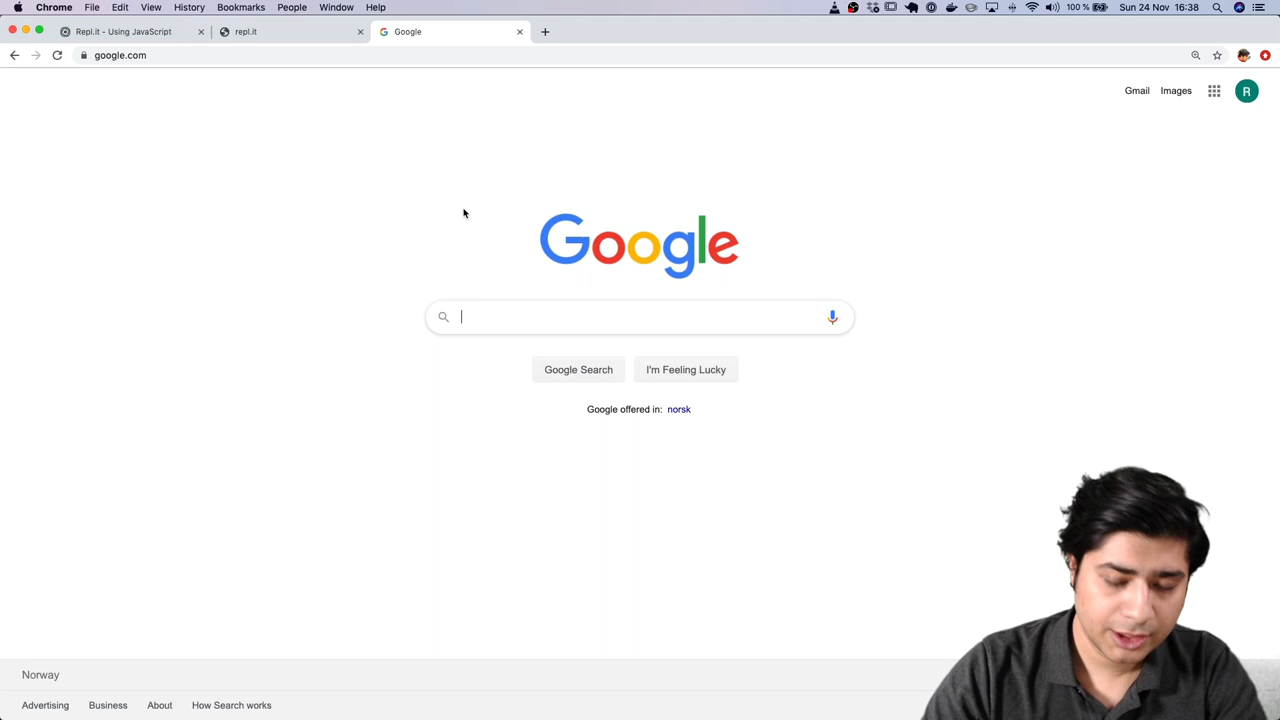 Chrome File Edit View History Bookmarks People Window Help 100 % Sun 24 Nov 16:38
Repl.it - Using JavaScript repl.it Google
google.com
Gmail Images R
Google
Google Search I'm Feeling Lucky
Google offered in: norsk
Norway
Advertising Business About How Search works